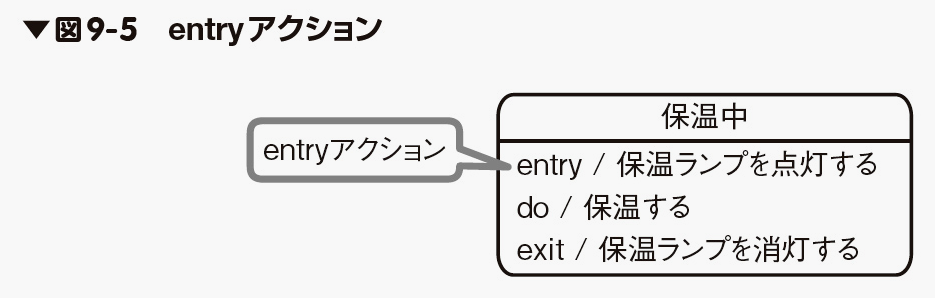 ▼図9-5 entryアクション
保温中
entryアクション
entry / 保温ランプを点灯する
do / 保温する
exit / 保温ランプを消灯する